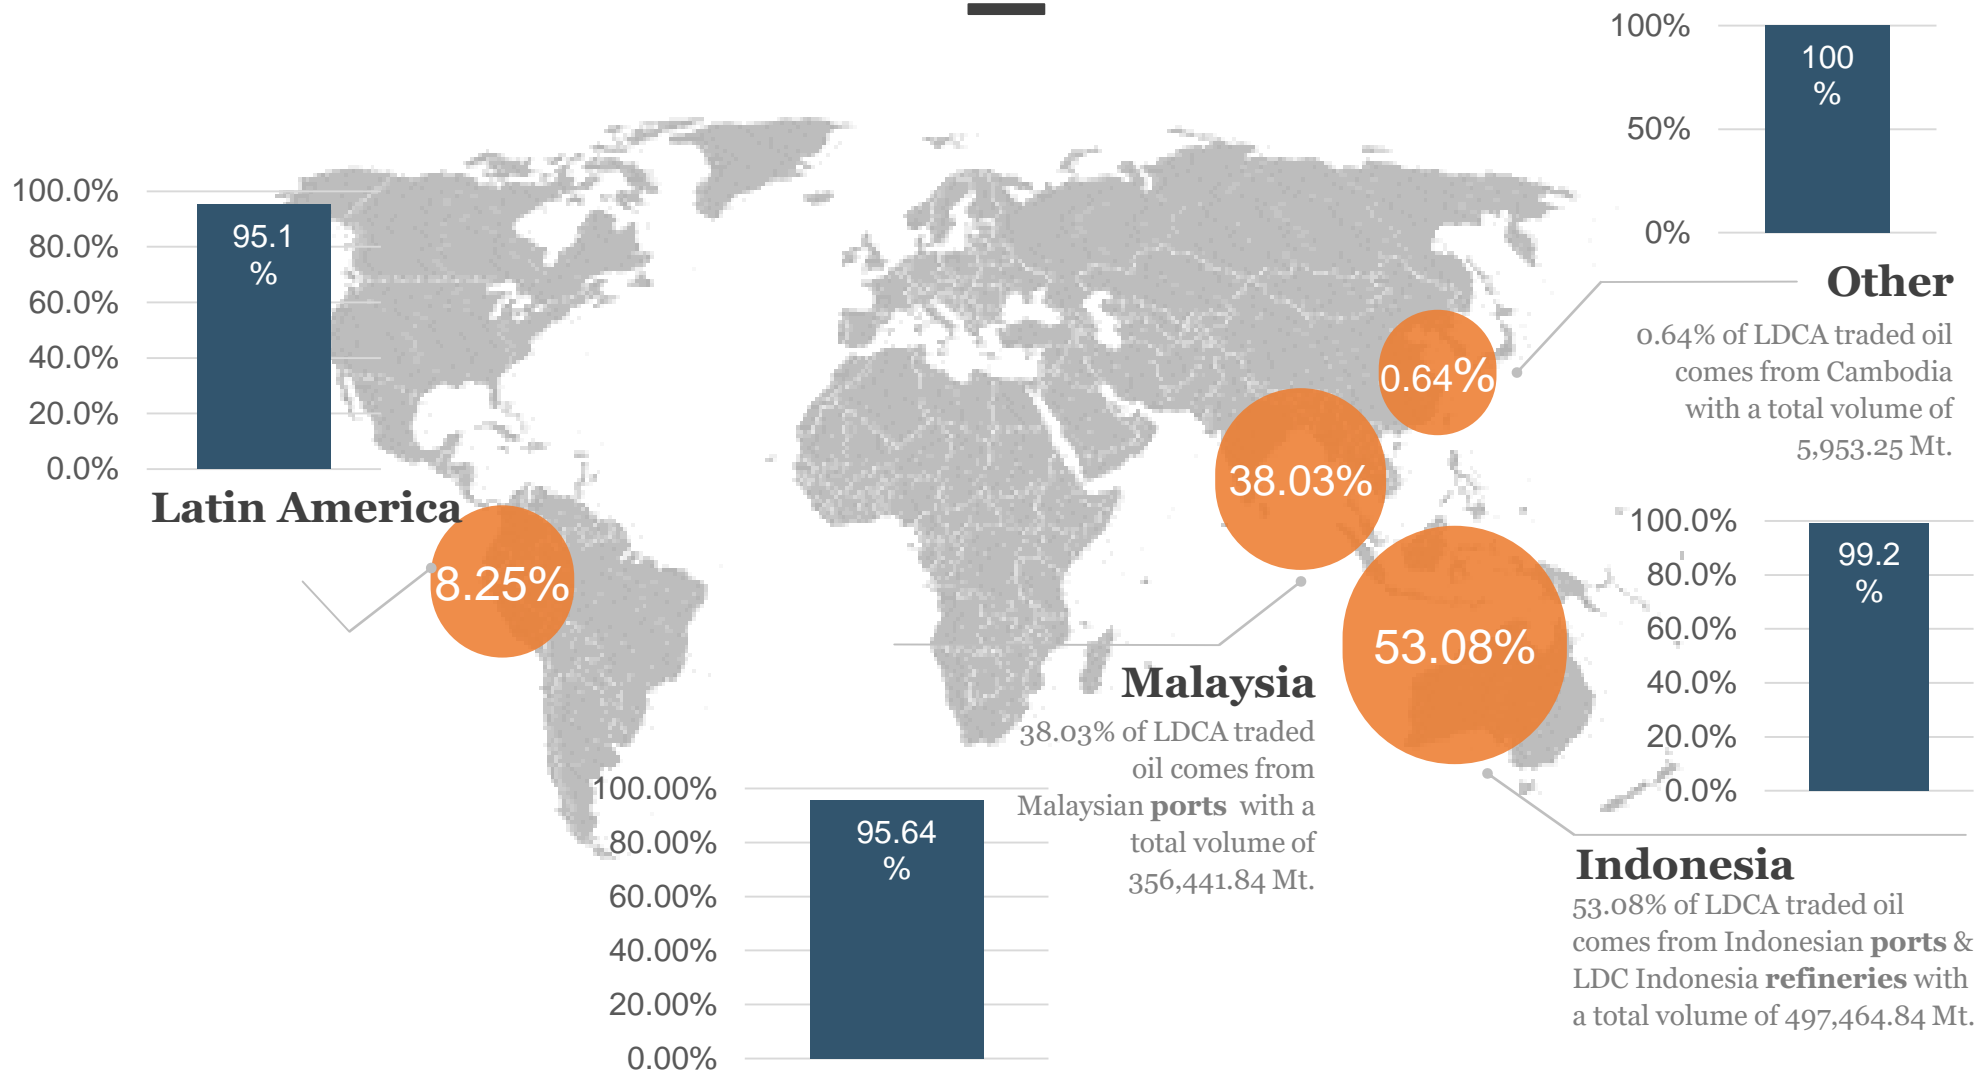 100.0%
80.0%
60.0%
40.0%
20.0%
0.0%
95.1
%
Latin America
8.25%
100%
50%
0%
100
%
Other
0.64% of LDCA traded oil
comes from Cambodia
with a total volume of
5,953.25 Mt.
0.64%
38.03%
53.08%
Malaysia
38.03% of LDCA traded
oil comes from
Malaysian ports with a
total volume of
356,441.84 Mt.
100.00%
80.00%
60.00%
40.00%
20.00%
0.00%
95.64
%
100.0%
80.0%
60.0%
40.0%
20.0%
0.0%
99.2
%
Indonesia
53.08% of LDCA traded oil
comes from Indonesian ports &
LDC Indonesia refineries with
a total volume of 497,464.84 Mt.